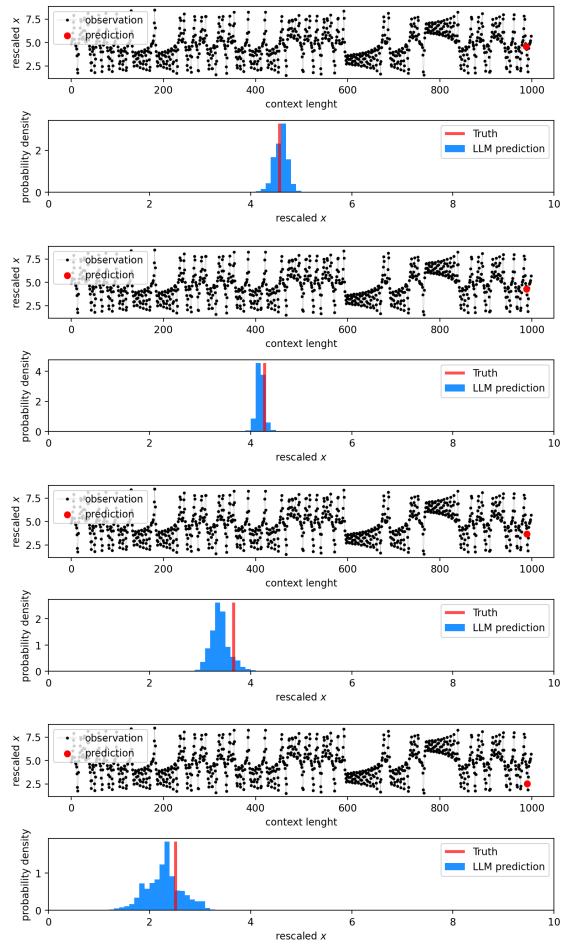 rescaled x
7.5
5.0
2.5
observation
prediction
0 200 400 600 800 1000
context lenght
probability density
2
0
Truth
LLM prediction
0 2 4 6 8 10
rescaled x
rescaled x
7.5
5.0
2.5
observation
prediction
0 200 400 600 800 1000
context lenght
probability density
4
2
0
Truth
LLM prediction
0 2 4 6 8 10
rescaled x
rescaled x
7.5
5.0
2.5
observation
prediction
0 200 400 600 800 1000
context lenght
probability density
2
1
0
Truth
LLM prediction
0 2 4 6 8 10
rescaled x
rescaled x
7.5
5.0
2.5
observation
prediction
0 200 400 600 800 1000
context lenght
probability density
1
0
Truth
LLM prediction
0 2 4 6 8 10
rescaled x